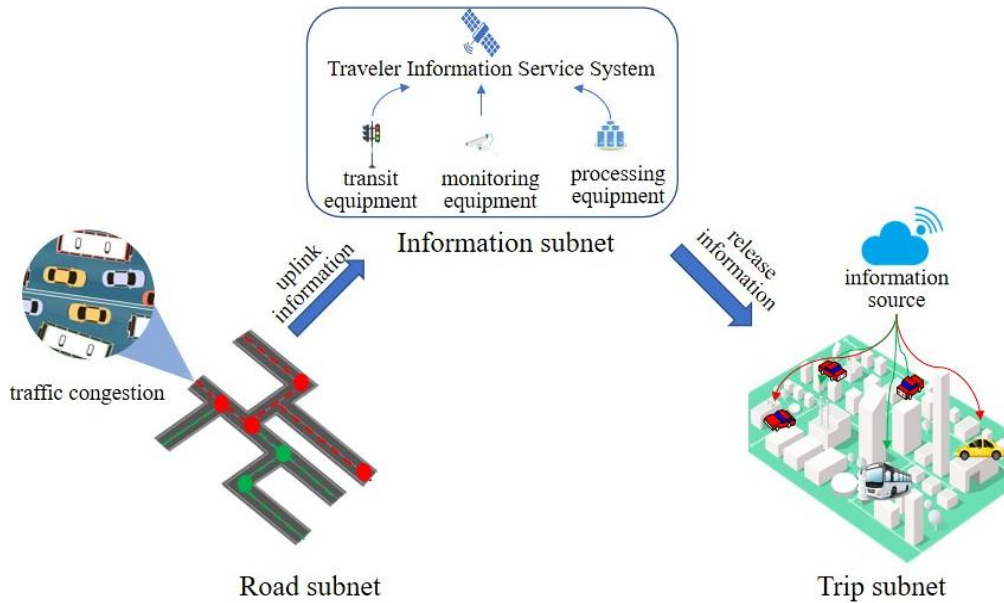 Traveler Information Service System
transit
equipment
monitoring
equipment
processing
equipment
Information subnet
uplink
information
release
information
information
source
traffic congestion
Road subnet
Trip subnet